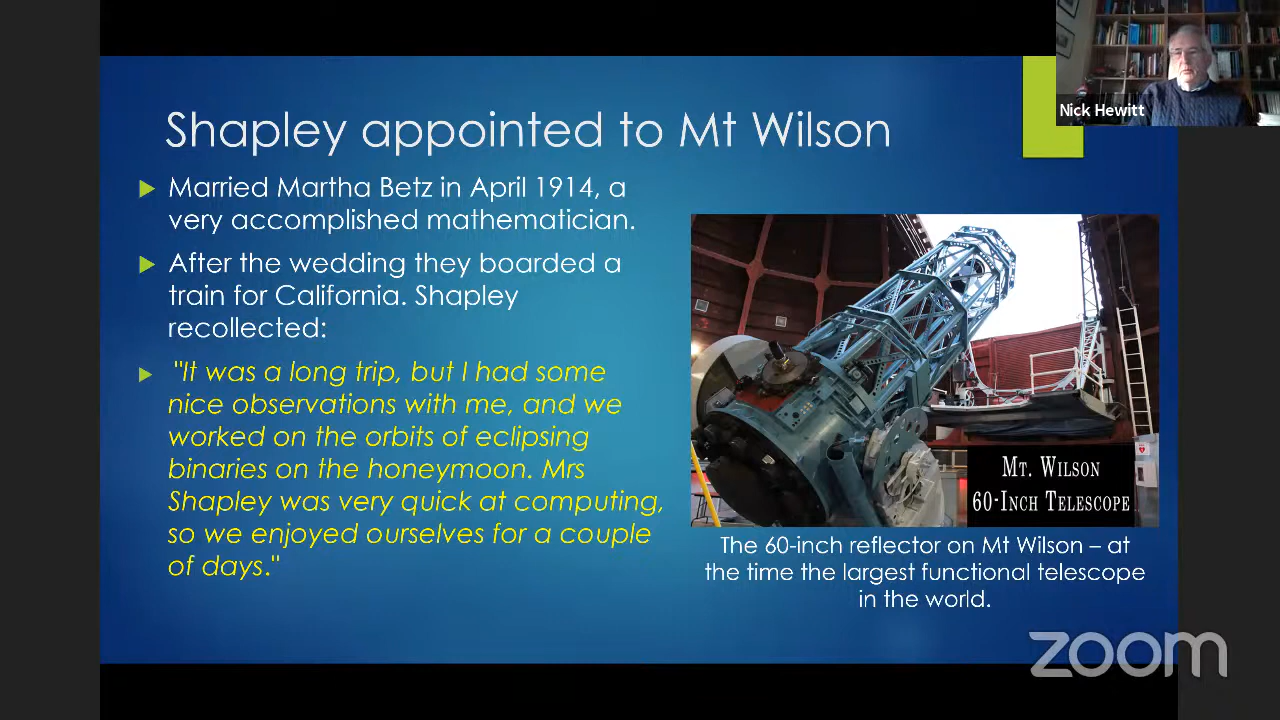 Nick Hewitt
Shapley appointed to Mt Wilson
Married Martha Betz in April 1914, a
very accomplished mathematician.
After the wedding they boarded a
train for California. Shapley
recollected:
"It was a long trip, but I had some
nice observations with me, and we
worked on the orbits of eclipsing
binaries on the honeymoon. Mrs
Shapley was very quick at computing,
so we enjoyed ourselves for a couple
of days."
MT. WILSON
60-INCH TELESCOPE
The 60-inch reflector on Mt Wilson – at
the time the largest functional telescope
in the world.
zoom